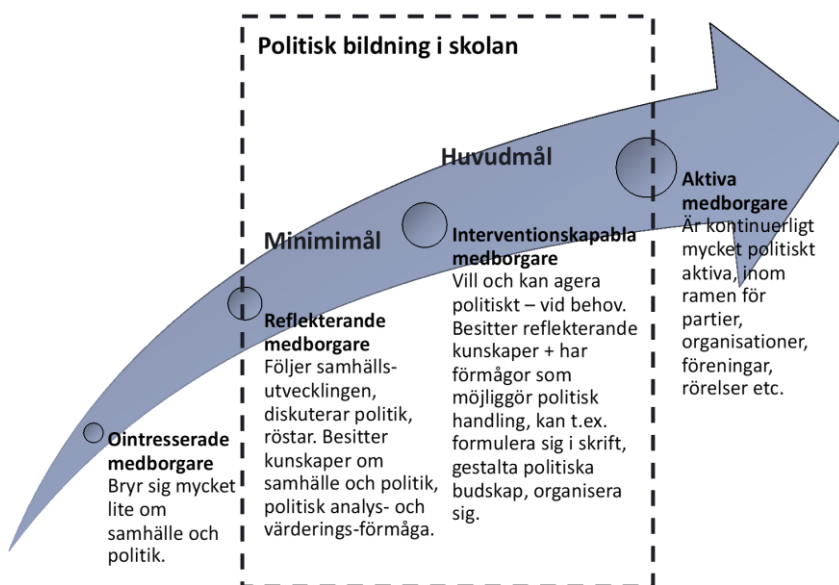 Politisk bildning i skolan
Huvudmål
Minimimål
Ointresserade
medborgare
Bryr sig mycket
lite om
samhälle och
politik.
Reflekterande
medborgare
Följer samhälls-
utvecklingen,
diskuterar politik,
röstar. Besitter
kunskaper om
samhälle och politik,
politisk analys- och
värderings-förmåga.
Interventionskapabla
medborgare
Vill och kan agera
politiskt – vid behov.
Besitter reflekterande
kunskaper + har
förmågor som
möjliggör politisk
handling, kan t.ex.
formulera sig i skrift,
gestalta politiska
budskap, organisera
sig.
Aktiva
medborgare
Är kontinuerligt
mycket politiskt
aktiva, inom
ramen för
partier,
organisationer,
föreningar,
rörelser etc.